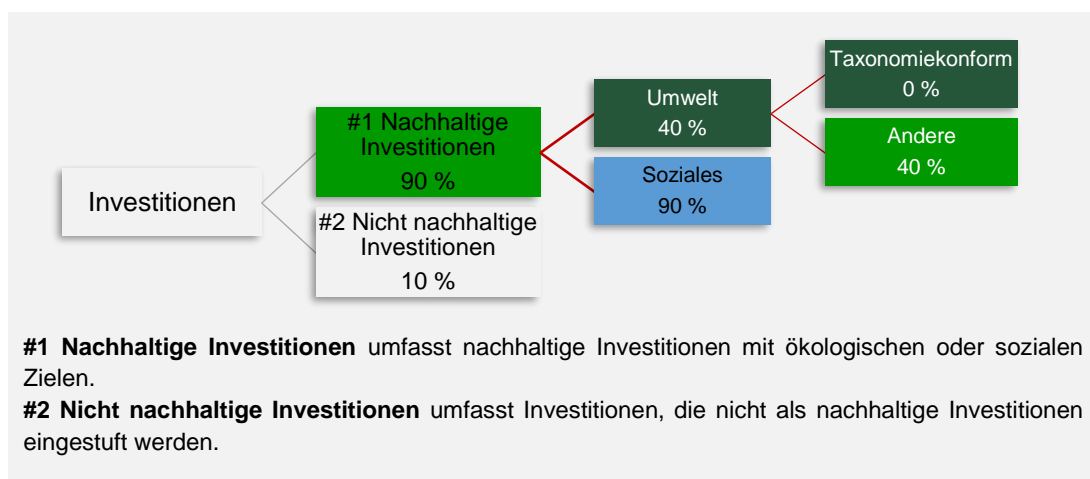 Investitionen
#1 Nachhaltige
Investitionen
90 %
#2 Nicht nachhaltige
Investitionen
10 %
Umwelt
40 %
Soziales
90 %
Taxonomiekonform
0 %
Andere
40 %
#1 Nachhaltige Investitionen umfasst nachhaltige Investitionen mit ökologischen oder sozialen
Zielen.
#2 Nicht nachhaltige Investitionen umfasst Investitionen, die nicht als nachhaltige Investitionen
eingestuft werden.